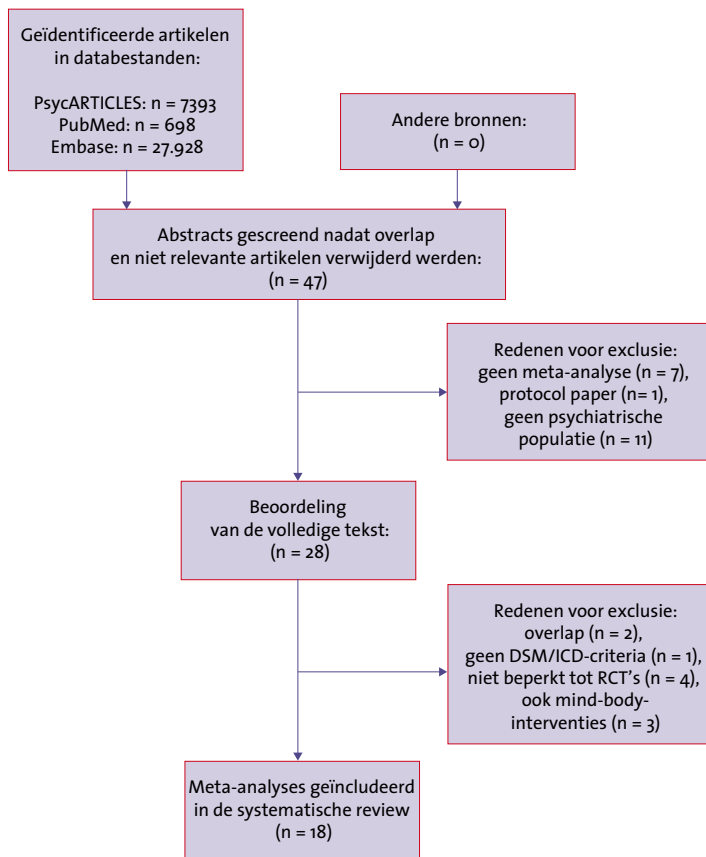 Geïdentificeerde artikelen
in databestanden:
PsycARTICLES: n = 7393
PubMed: n = 698
Embase: n = 27.928
Andere bronnen:
(n = 0)
Abstracts gescreend nadat overlap
en niet relevante artikelen verwijderd werden:
(n = 47)
Redenen voor exclusie:
geen meta-analyse (n = 7),
protocol paper (n= 1),
geen psychiatrische
populatie (n = 11)
Beoordeling
van de volledige tekst:
(n = 28)
Redenen voor exclusie:
overlap (n = 2),
geen DSM/ICD-criteria (n = 1),
niet beperkt tot RCT's (n = 4),
ook mind-body-
interventies (n = 3)
Meta-analyses geïncludeerd
in de systematische review
(n = 18)